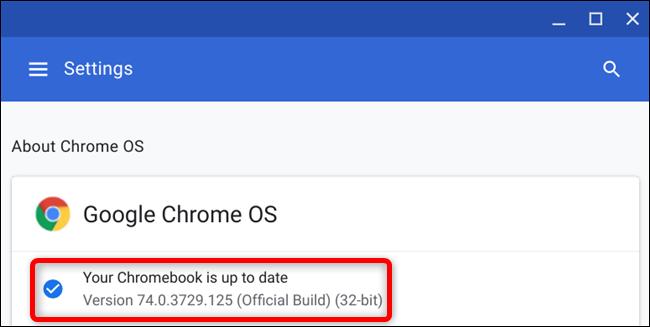 Settings
About Chrome OS
Google Chrome OS
Your Chromebook is up to date
Version 74.0.3729.125 (Official Build) (32-bit)